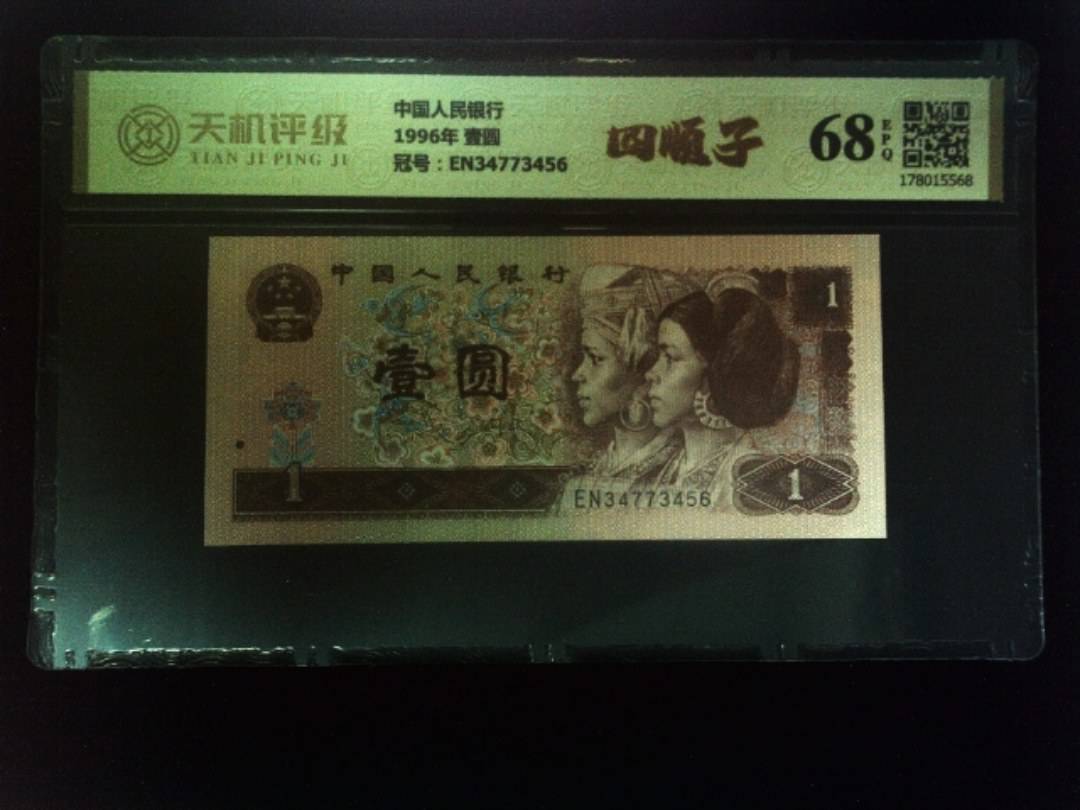 天机评级
TIAN JI PING JI
中国人民银行
1996年 壹圆
冠号：EN34773456
四顺子
68
EPQ
178015568
中国人民银行
1
壹圆
1
EN34773456
1